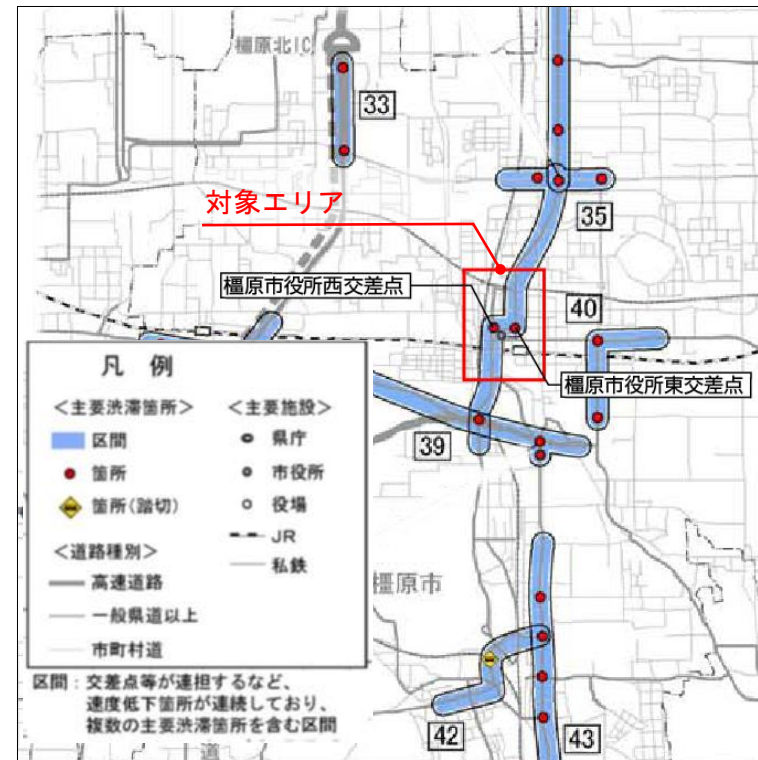 橿原北IC
33
対象エリア
35
橿原市役所西交差点
40
橿原市役所東交差点
39
凡 例
<主要渋滞箇所>
区間
箇所
箇所(踏切)
<主要施設>
県庁
市役所
役場
JR
私鉄
<道路種別>
高速道路
一般県道以上
市町村道
橿原市
区間：交差点等が連担するなど、
速度低下箇所が連続しており、
複数の主要渋滞箇所を含む区間
42
43
道